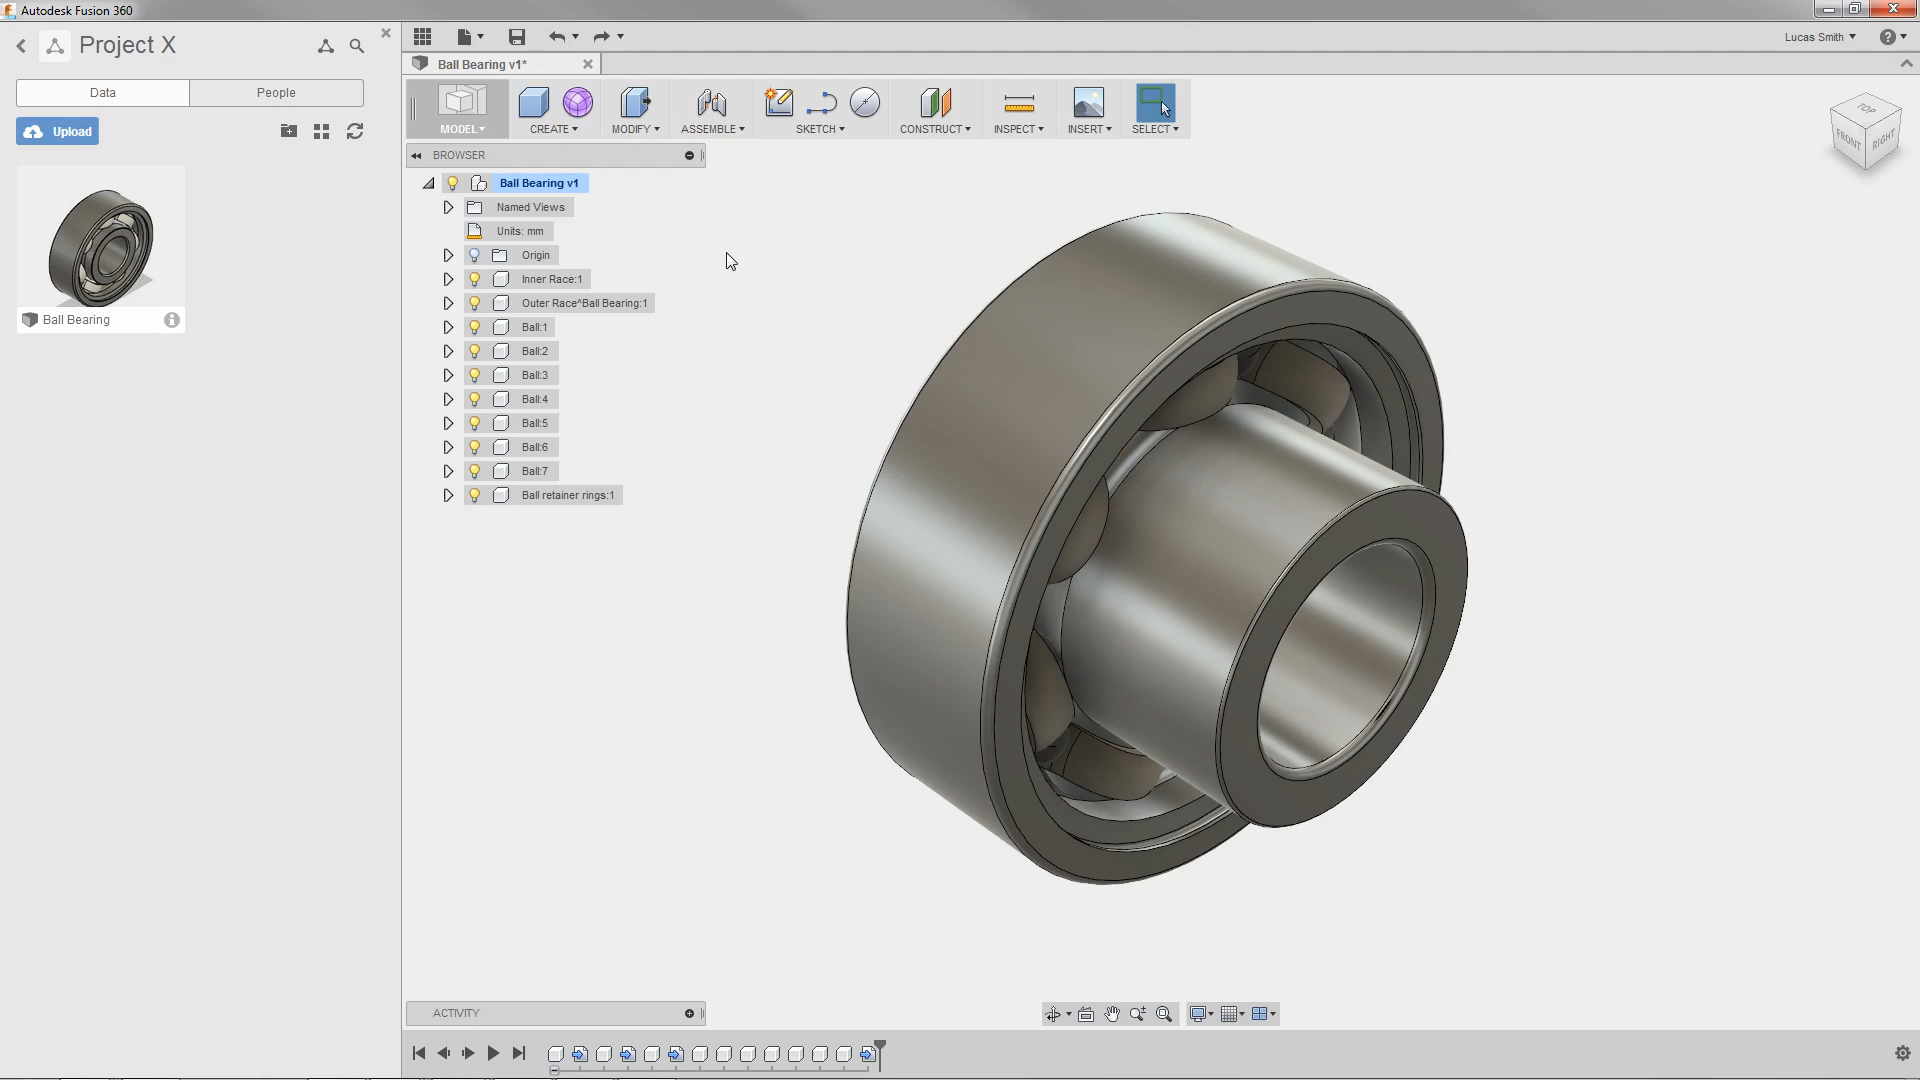 Autodesk Fusion 360
Project X
Lucas Smith
Ball Bearing v1*
Data
People
Upload
MODEL
CREATE
MODIFY
ASSEMBLE
SKETCH
CONSTRUCT
INSPECT
INSERT
SELECT
TOP
FRONT
RIGHT
BROWSER
Ball Bearing v1
Named Views
Units: mm
Origin
Inner Race:1
Outer Race^Ball Bearing:1
Ball:1
Ball:2
Ball:3
Ball:4
Ball:5
Ball:6
Ball:7
Ball retainer rings:1
Ball Bearing
ACTIVITY